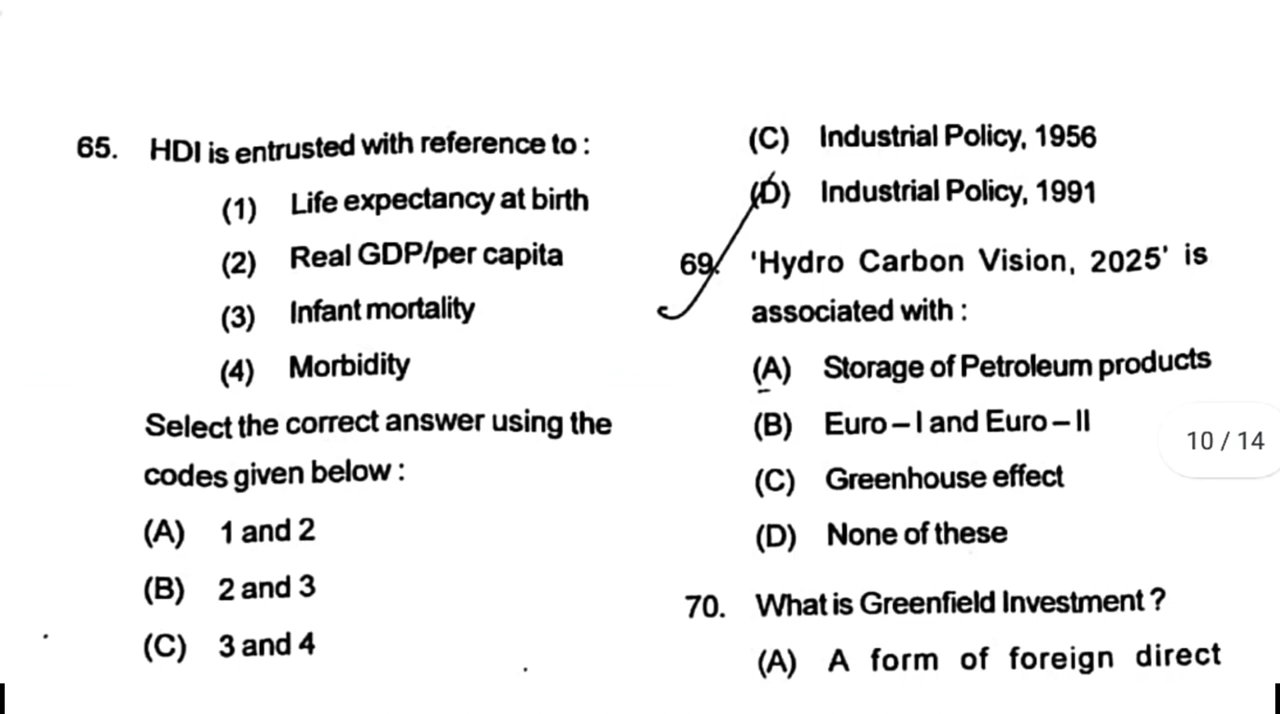 65. HDI is entrusted with reference to :
(1) Life expectancy at birth
(2) Real GDP/per capita
(3) Infant mortality
(4) Morbidity
Select the correct answer using the
codes given below :
(A) 1 and 2
(B) 2 and 3
(C) 3 and 4
(C) Industrial Policy, 1956
(D) Industrial Policy, 1991
69. 'Hydro Carbon Vision, 2025' is
associated with :
(A) Storage of Petroleum products
(B) Euro – I and Euro – II
(C) Greenhouse effect
(D) None of these
70. What is Greenfield Investment ?
(A) A form of foreign direct
10 / 14